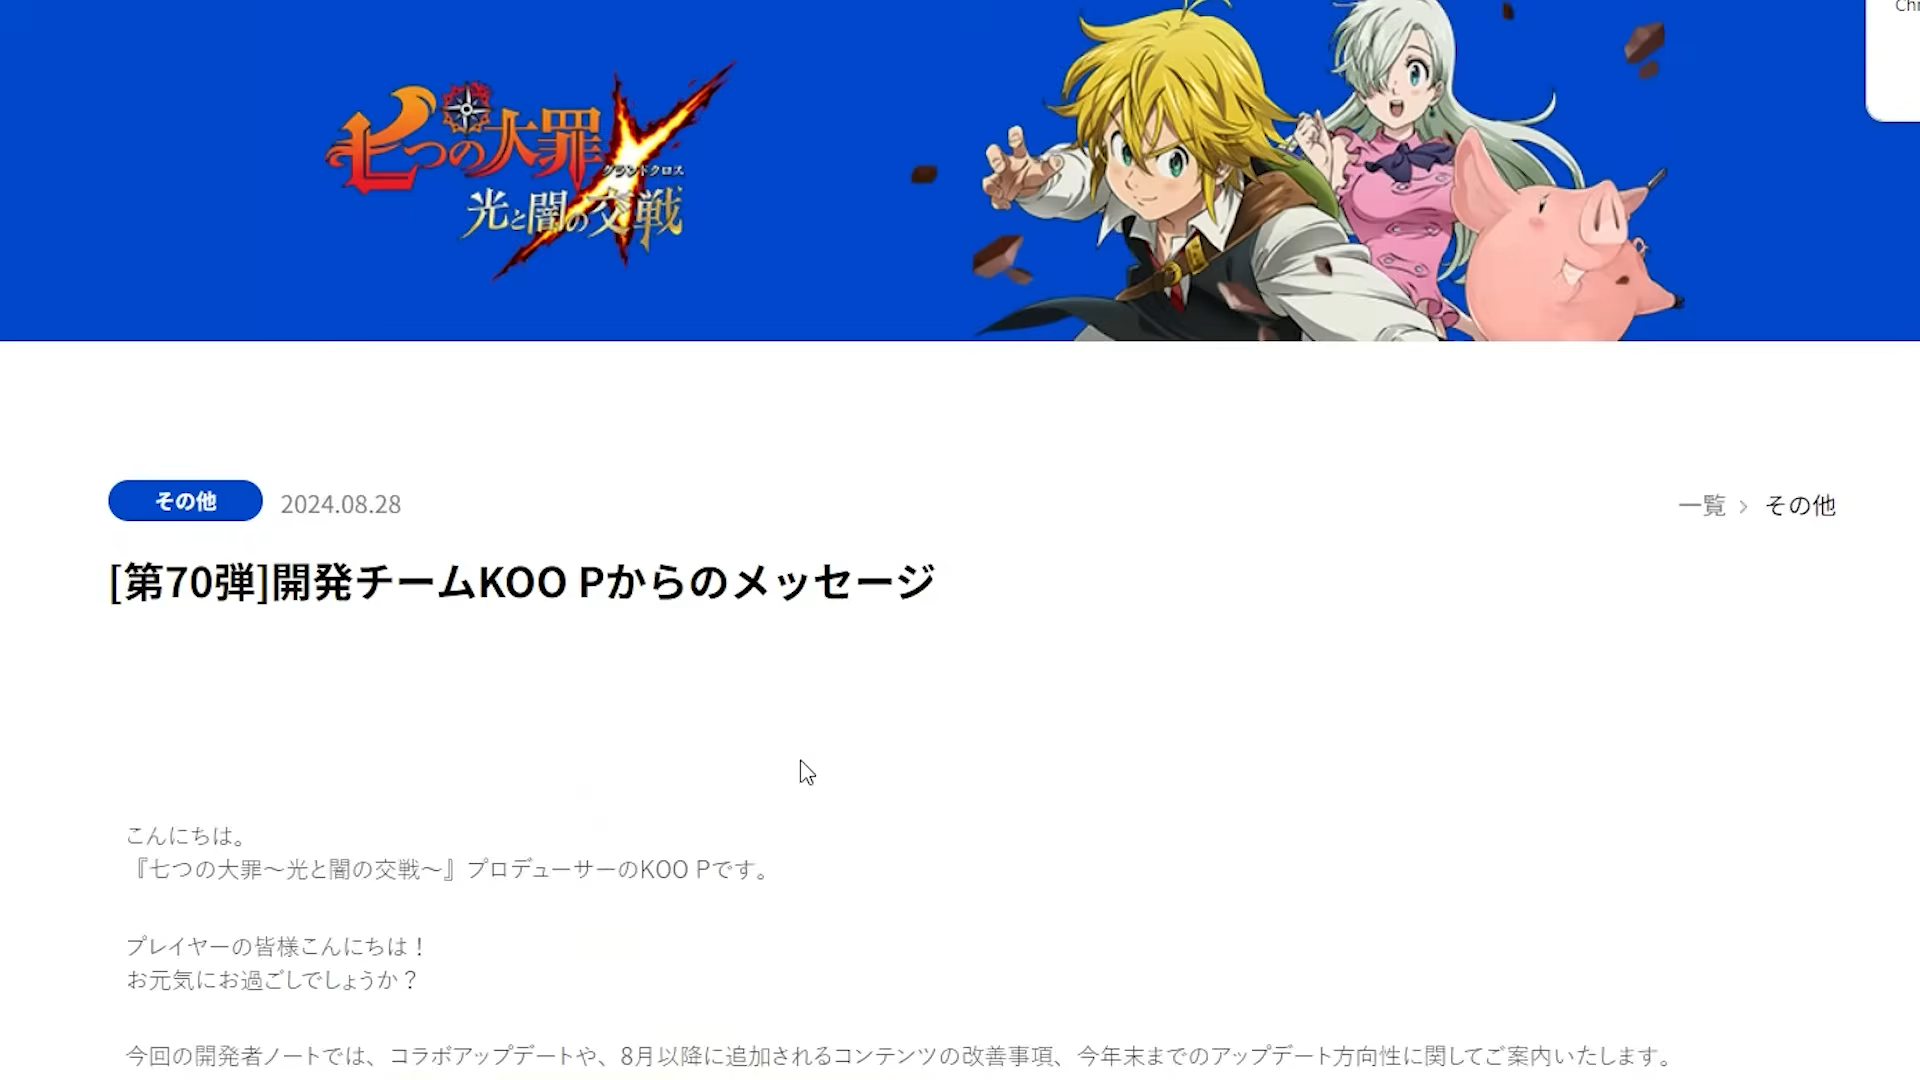 七つの大罪
グランドクロス
光と闇の交戦
その他
2024.08.28
一覧 > その他
[第70弾]開発チームKOO Pからのメッセージ
こんにちは。
『七つの大罪～光と闇の交戦～』プロデューサーのKOO Pです。
プレイヤーの皆様こんにちは！
お元気にお過ごしでしょうか？
今回の開発者ノートでは、コラボアップデートや、8月以降に追加されるコンテンツの改善事項、今年末までのアップデート方向性に関してご案内いたします。